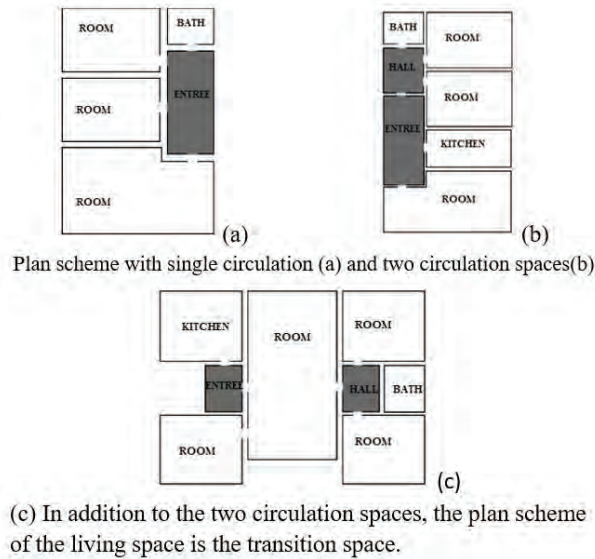 ROOM
BATH
ENTREE
ROOM
ROOM
(a)
BATH
ROOM
HALL
ROOM
ENTREE
KITCHEN
ROOM
(b)
Plan scheme with single circulation (a) and two circulation spaces(b)
KITCHEN
ROOM
ROOM
ENTREE
HALL
BATH
ROOM
ROOM
(c)
(c) In addition to the two circulation spaces, the plan scheme
of the living space is the transition space.